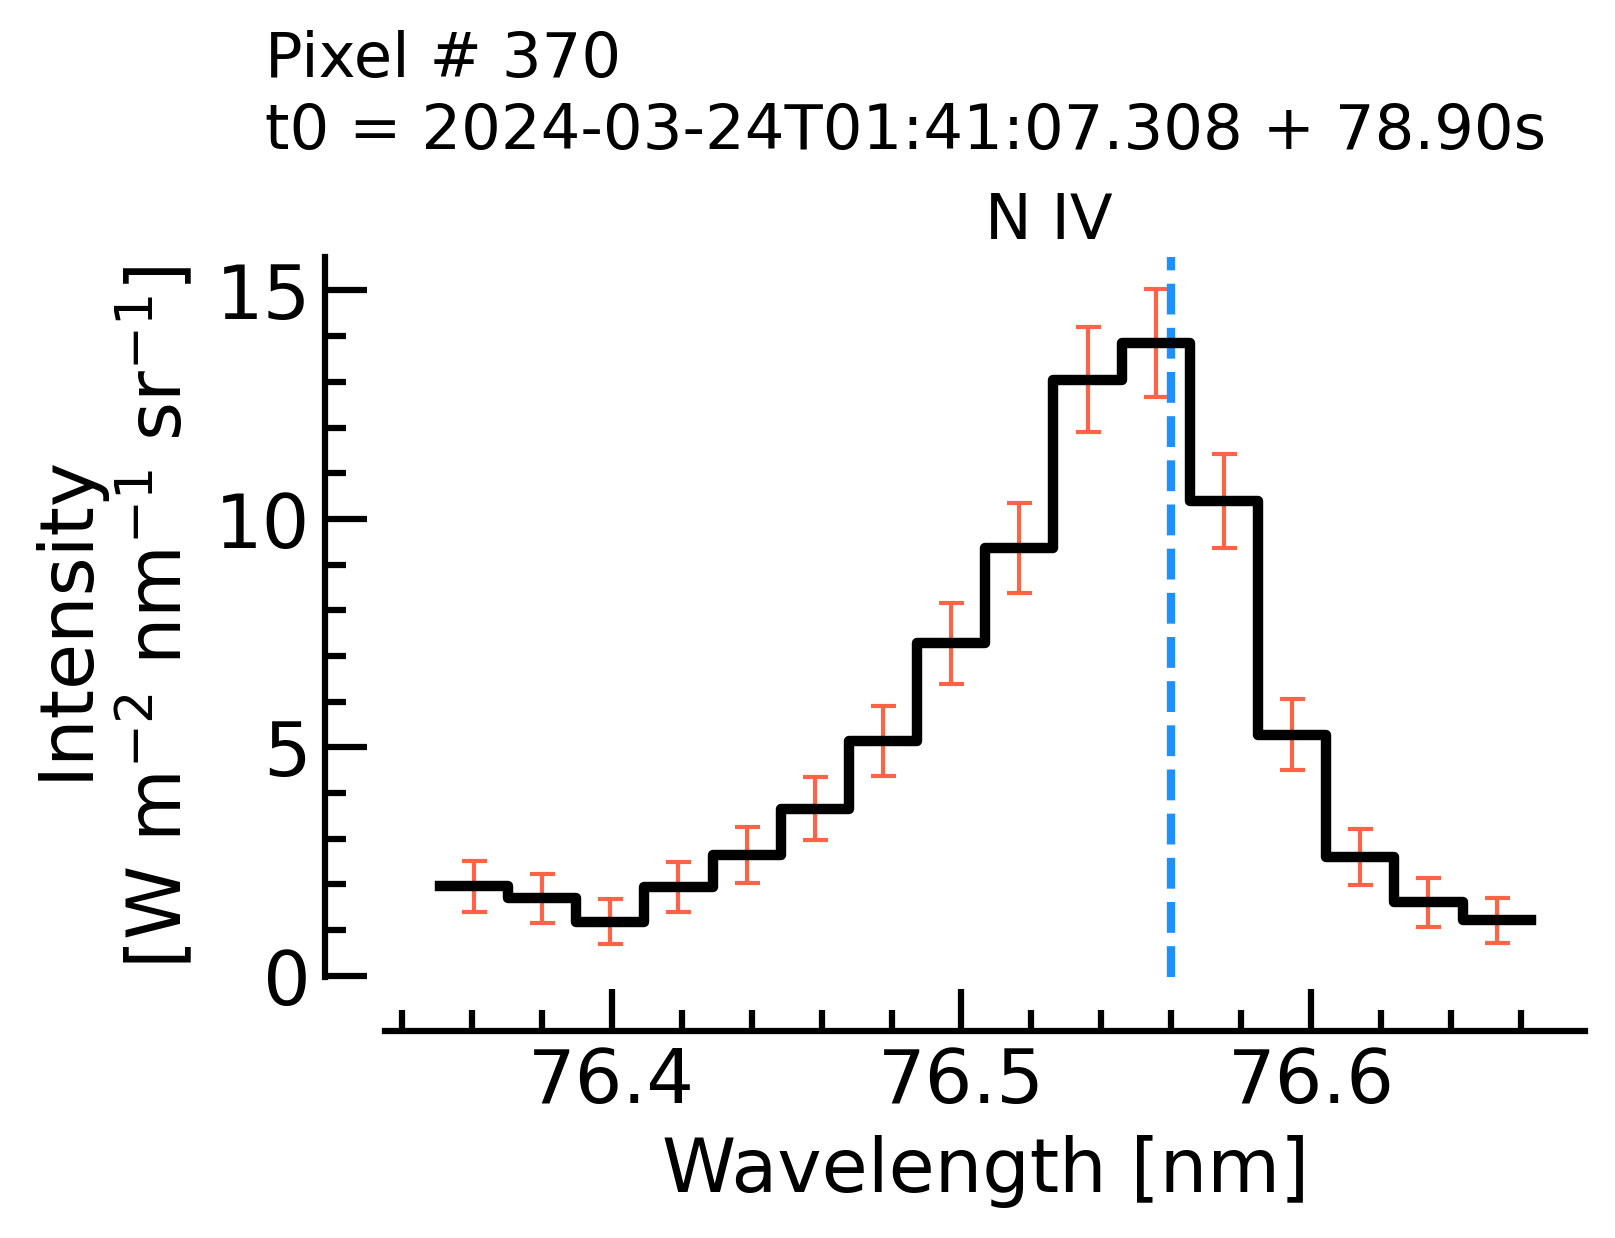 Pixel # 370
t0 = 2024-03-24T01:41:07.308 + 78.90s
N IV
Intensity
[W m⁻² nm⁻¹ sr⁻¹]
15
10
5
0
76.4 76.5 76.6
Wavelength [nm]